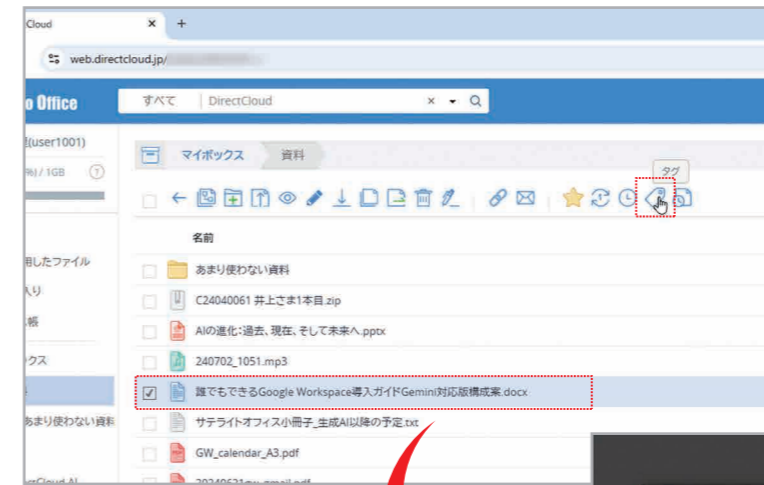 Cloud × +
web.directcloud.jp/
o Office すべて DirectCloud ×
(user1001)
マイボックス 資料
/ 1GB ?
タグ
名前
用したファイル
あまり使わない資料
入り
C24040061 井上さま1本目.zip
帳
AIの進化:過去、現在、そして未来へ.pptx
ックス
240702_1051.mp3
誰でもできるGoogle Workspace導入ガイドGemini対応版構成案.docx
あまり使わない資料
サテライトオフィス小冊子_生成AI以降の予定.txt
GW_calendar_A3.pdf